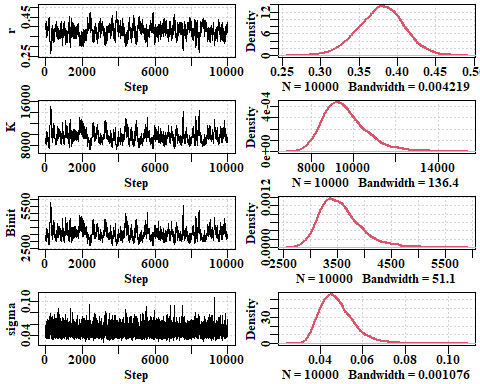 r
0.25
0.45
0
2000
6000
10000
Step
Density
0
6
12
0.25
0.30
0.35
0.40
0.45
N = 10000 Bandwidth = 0.004219
K
8000
16000
0
2000
6000
10000
Step
Density
0e+00
4e-04
8000
10000
14000
N = 10000 Bandwidth = 136.4
Binit
2500
5500
0
2000
6000
10000
Step
Density
0.0000
0.0012
2500
3500
4500
5500
N = 10000 Bandwidth = 51.1
sigma
0.04
0.10
0
2000
6000
10000
Step
Density
0
30
0.04
0.06
0.08
0.10
N = 10000 Bandwidth = 0.001076